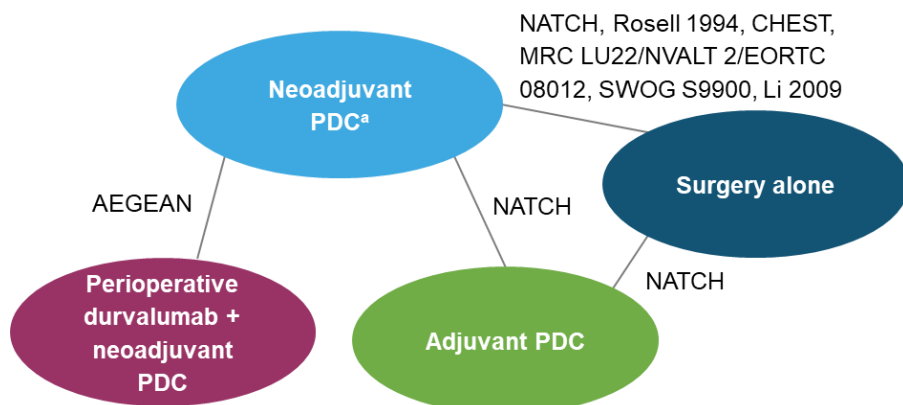 NATCH, Rosell 1994, CHEST,
MRC LU22/NVALT 2/EORTC
08012, SWOG S9900, Li 2009
Neoadjuvant
PDCᵃ
Surgery alone
AEGEAN
NATCH
NATCH
Perioperative
durvalumab +
neoadjuvant
PDC
Adjuvant PDC